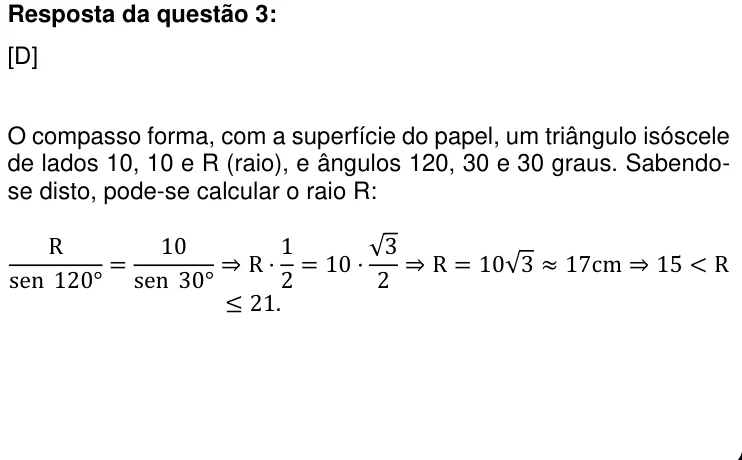 Resposta da questão 3:
[D]
O compasso forma, com a superfície do papel, um triângulo isóscele
de lados 10, 10 e R (raio), e ângulos 120, 30 e 30 graus. Sabendo-
se disto, pode-se calcular o raio R:
R/sen 120° = 10/sen 30° ⇒ R · 1/2 = 10 · √3/2 ⇒ R = 10√3 ≈ 17cm ⇒ 15 < R
≤ 21.